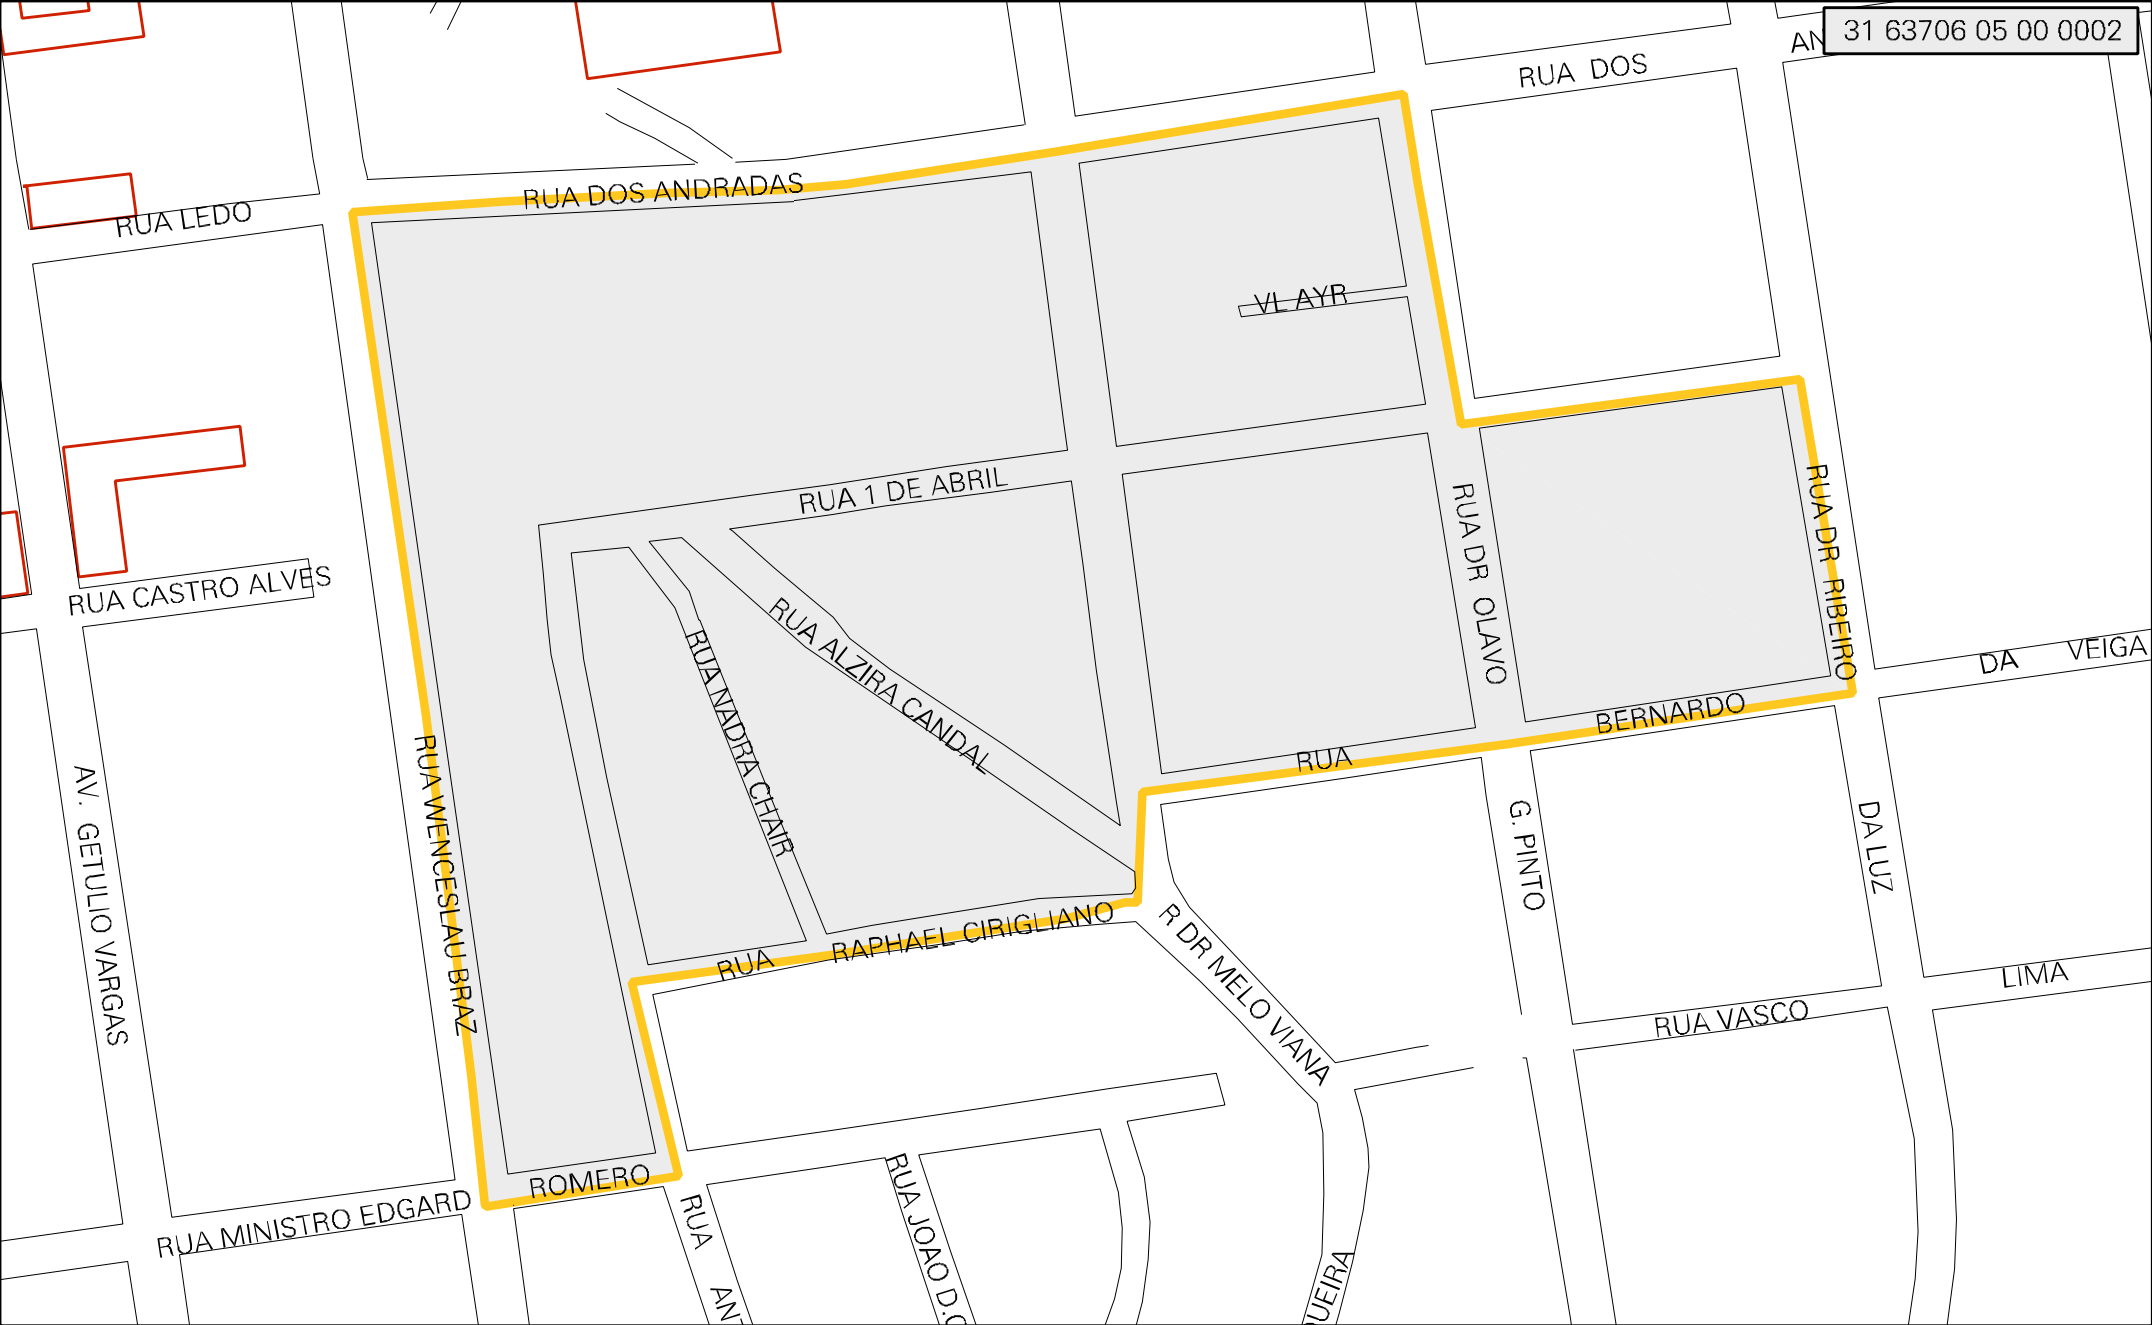 31 63706 05 00 0002
AN
RUA DOS
RUA DOS ANDRADAS
RUA LEDO
VL AYR
RUA 1 DE ABRIL
RUA DR OLAVO
RUA DR RIBEIRO
RUA CASTRO ALVES
RUA ALZIRA CANDAL
RUA NADRA CHAIR
DA VEIGA
BERNARDO
RUA
RUA WENCESLAU BRAZ
AV. GETULIO VARGAS
G. PINTO
DA LUZ
RAPHAEL CIRIGLIANO
RUA
R DR MELO VIANA
LIMA
RUA VASCO
ROMERO
RUA MINISTRO EDGARD
RUA ANT
RUA JOAO D.
UEIRA